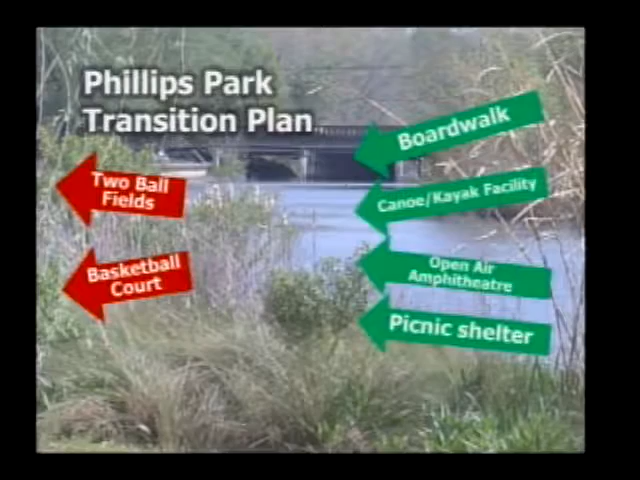 Phillips Park
Transition Plan
Boardwalk
Two Ball
Fields
Canoe/Kayak Facility
Basketball
Court
Open Air
Amphitheatre
Picnic shelter